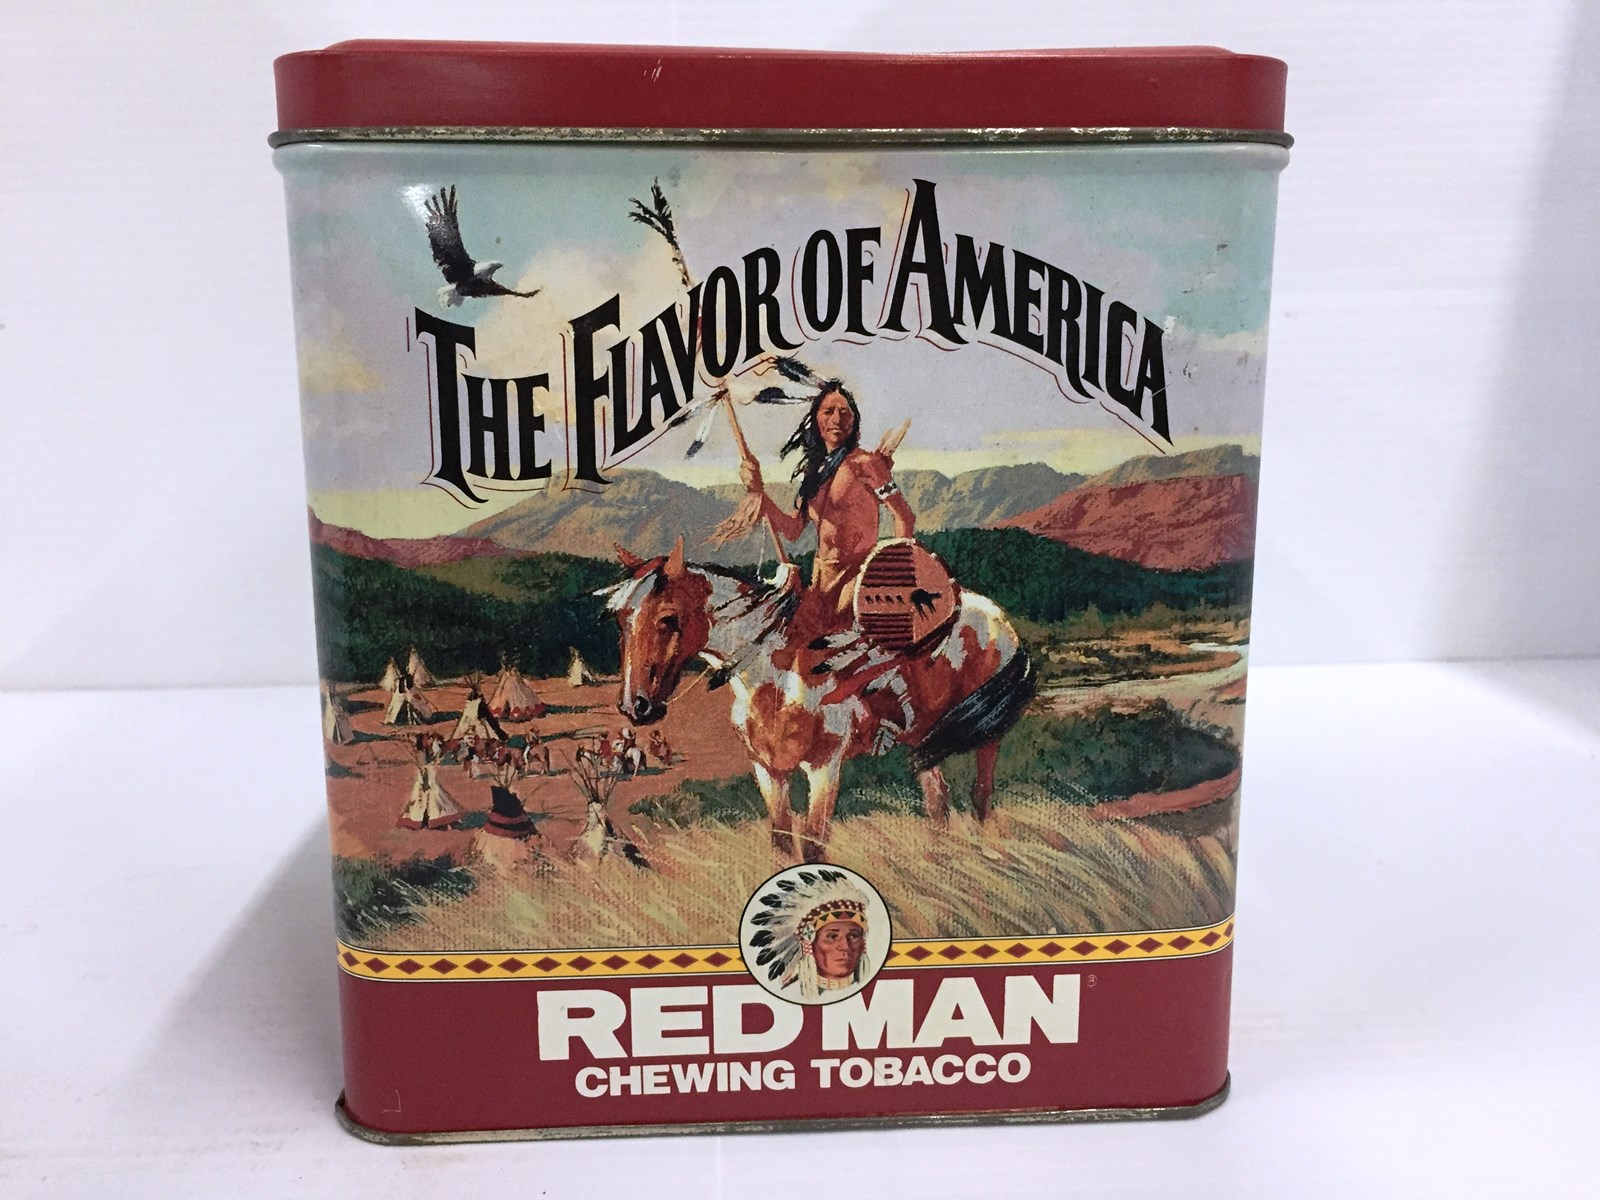 THE FLAVOR OF AMERICA
RED MAN®
CHEWING TOBACCO